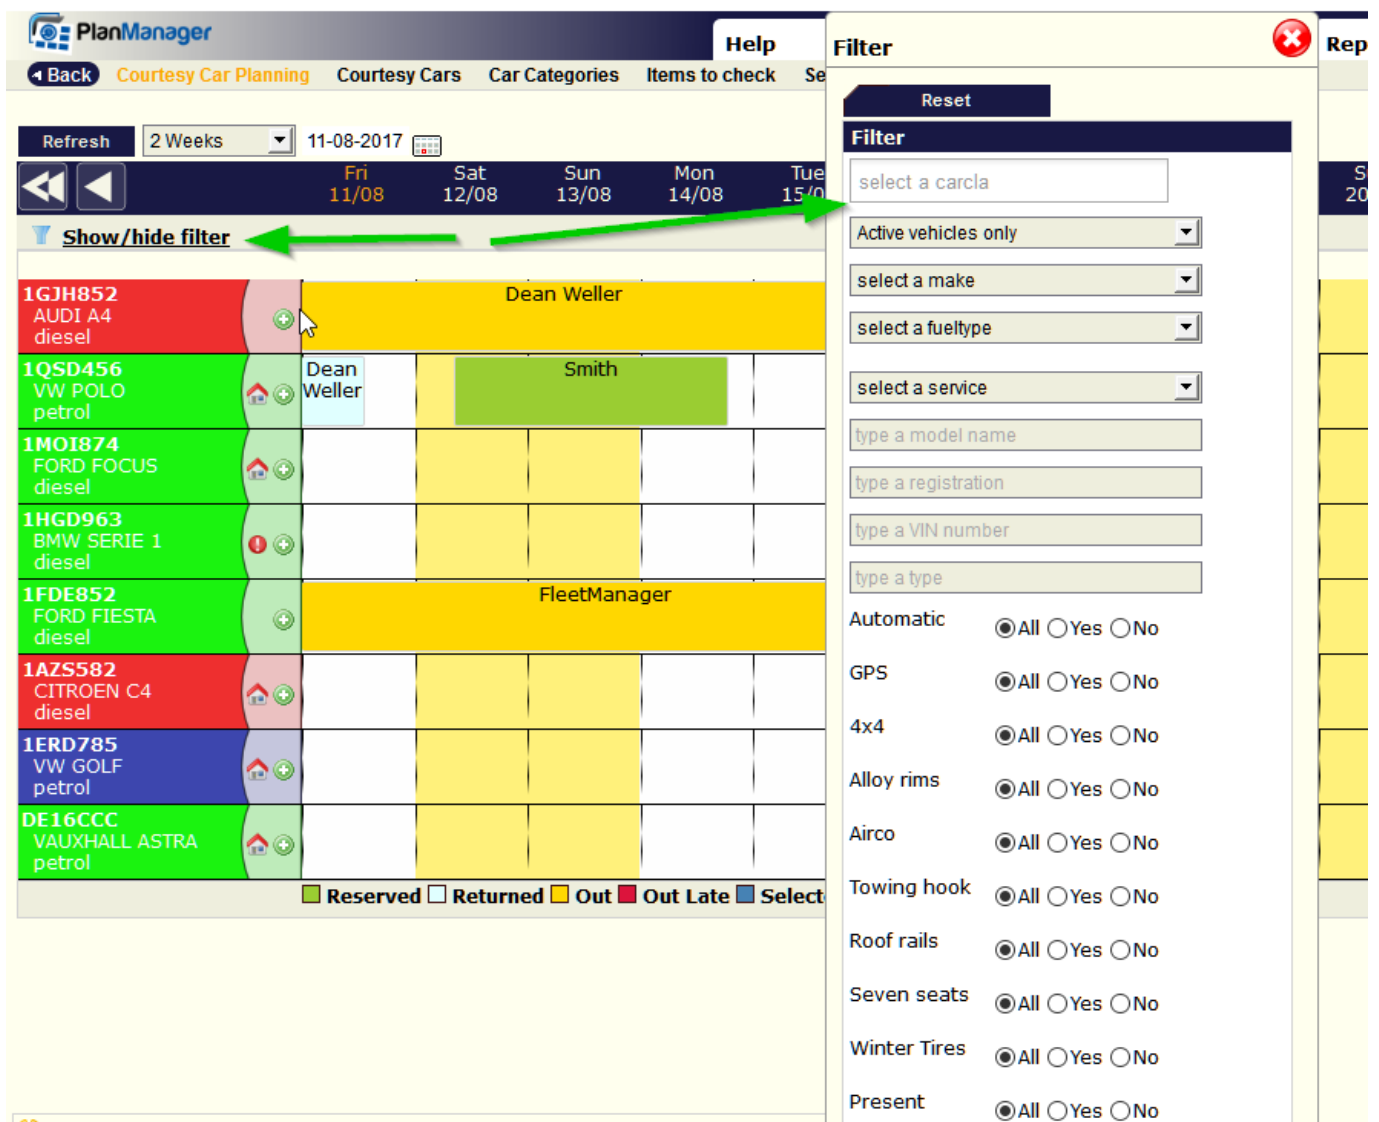 PlanManager
Help
Rep
Back Courtesy Car Planning Courtesy Cars Car Categories Items to check Se
Refresh 2 Weeks 11-08-2017
Fri Sat Sun Mon Tue S
11/08 12/08 13/08 14/08 15/0 20
Show/hide filter
1GJH852
AUDI A4
diesel
Dean Weller
1QSD456
VW POLO
petrol
Dean
Weller
Smith
1MOI874
FORD FOCUS
diesel
1HGD963
BMW SERIE 1
diesel
1FDE852
FORD FIESTA
diesel
FleetManager
1AZS582
CITROEN C4
diesel
1ERD785
VW GOLF
petrol
DE16CCC
VAUXHALL ASTRA
petrol
Reserved Returned Out Out Late Select
Filter
Reset
Filter
select a carcla
Active vehicles only
select a make
select a fueltype
select a service
type a model name
type a registration
type a VIN number
type a type
Automatic All Yes No
GPS All Yes No
4x4 All Yes No
Alloy rims All Yes No
Airco All Yes No
Towing hook All Yes No
Roof rails All Yes No
Seven seats All Yes No
Winter Tires All Yes No
Present All Yes No